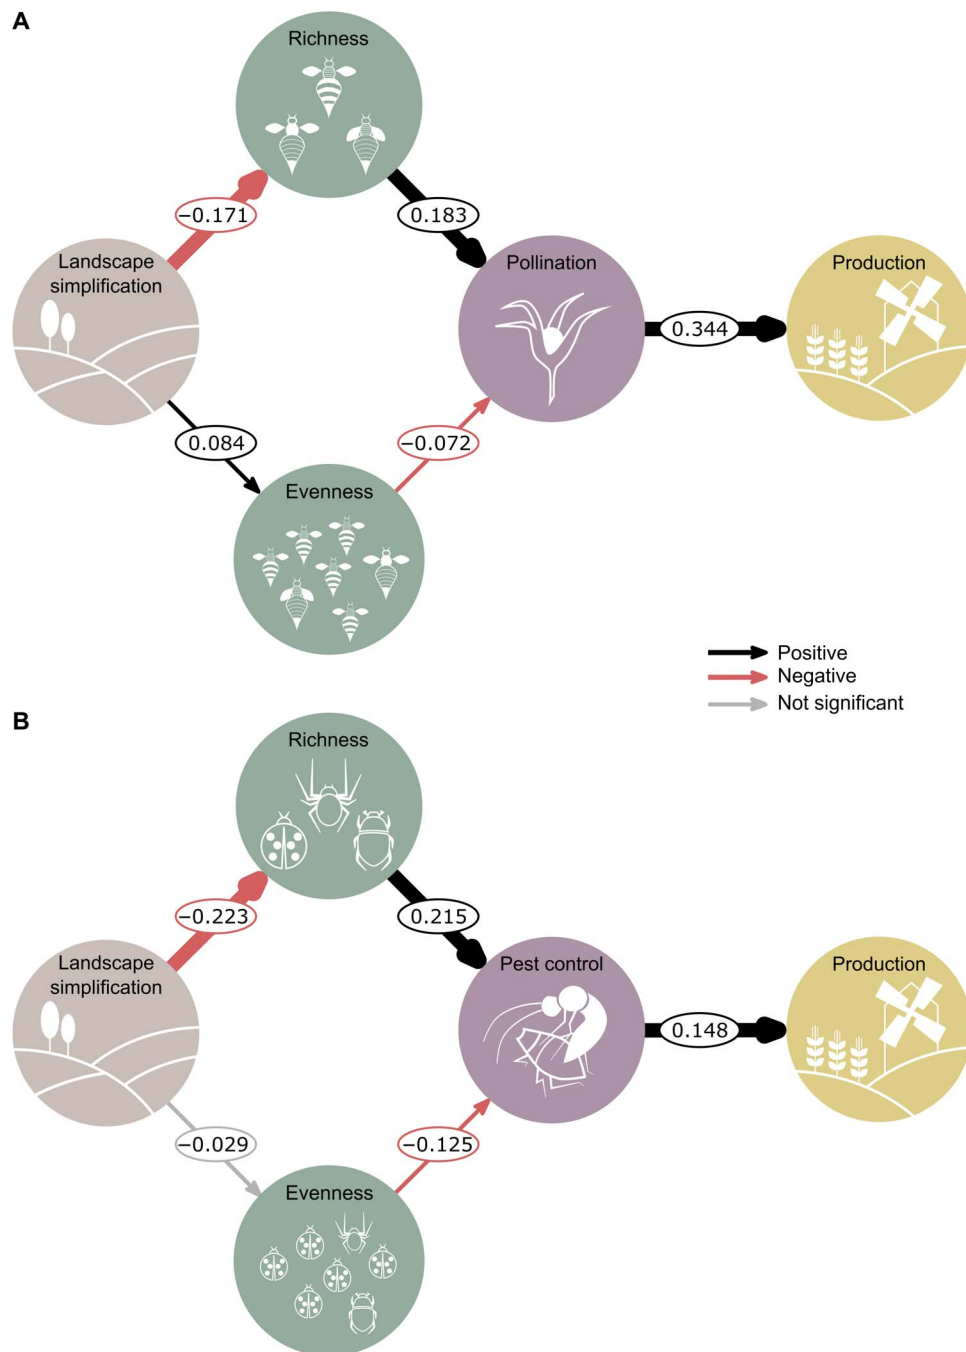 A
Richness
−0.171
0.183
Landscape
simplification
Pollination
Production
0.344
0.084
−0.072
Evenness
Positive
Negative
Not significant
B
Richness
−0.223
0.215
Landscape
simplification
Pest control
Production
0.148
−0.029
−0.125
Evenness